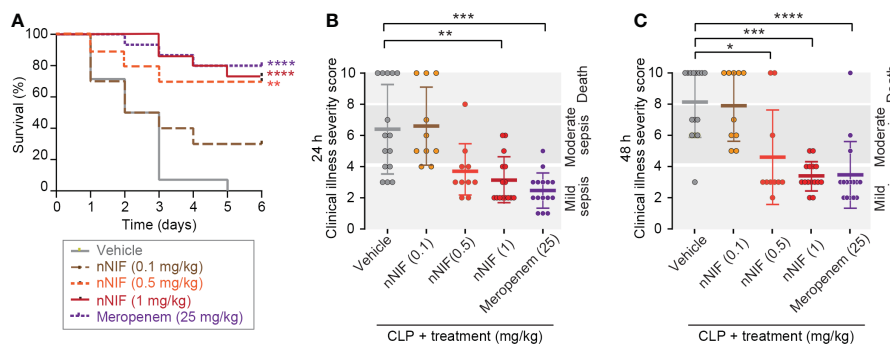 A
100
80
60
40
20
0
Survival (%)
****
****
**
0 1 2 3 4 5 6
Time (days)
Vehicle
nNIF (0.1 mg/kg)
nNIF (0.5 mg/kg)
nNIF (1 mg/kg)
Meropenem (25 mg/kg)
B
***
**
24 h
Clinical illness severity score
10
8
6
4
2
0
Death
Moderate
sepsis
Mild
sepsis
Vehicle
nNIF (0.1)
nNIF(0.5)
nNIF (1)
Meropenem (25)
CLP + treatment (mg/kg)
C
****
***
*
48 h
Clinical illness severity score
10
8
6
4
2
0
Moderate
Mild
Vehicle
nNIF (0.1)
nNIF (0.5)
nNIF (1)
Meropenem (25)
CLP + treatment (mg/kg)